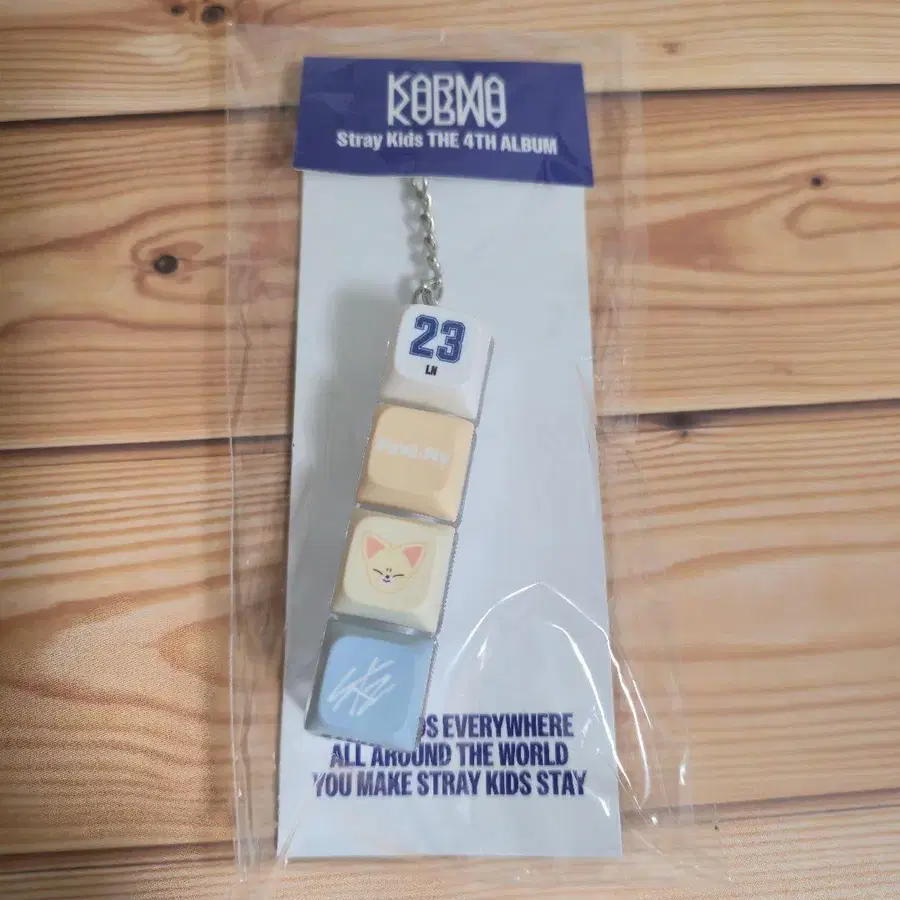 KARMA
Stray Kids THE 4TH ALBUM
23
LN
SKZ
DS EVERYWHERE
ALL AROUND THE WORLD
YOU MAKE STRAY KIDS STAY